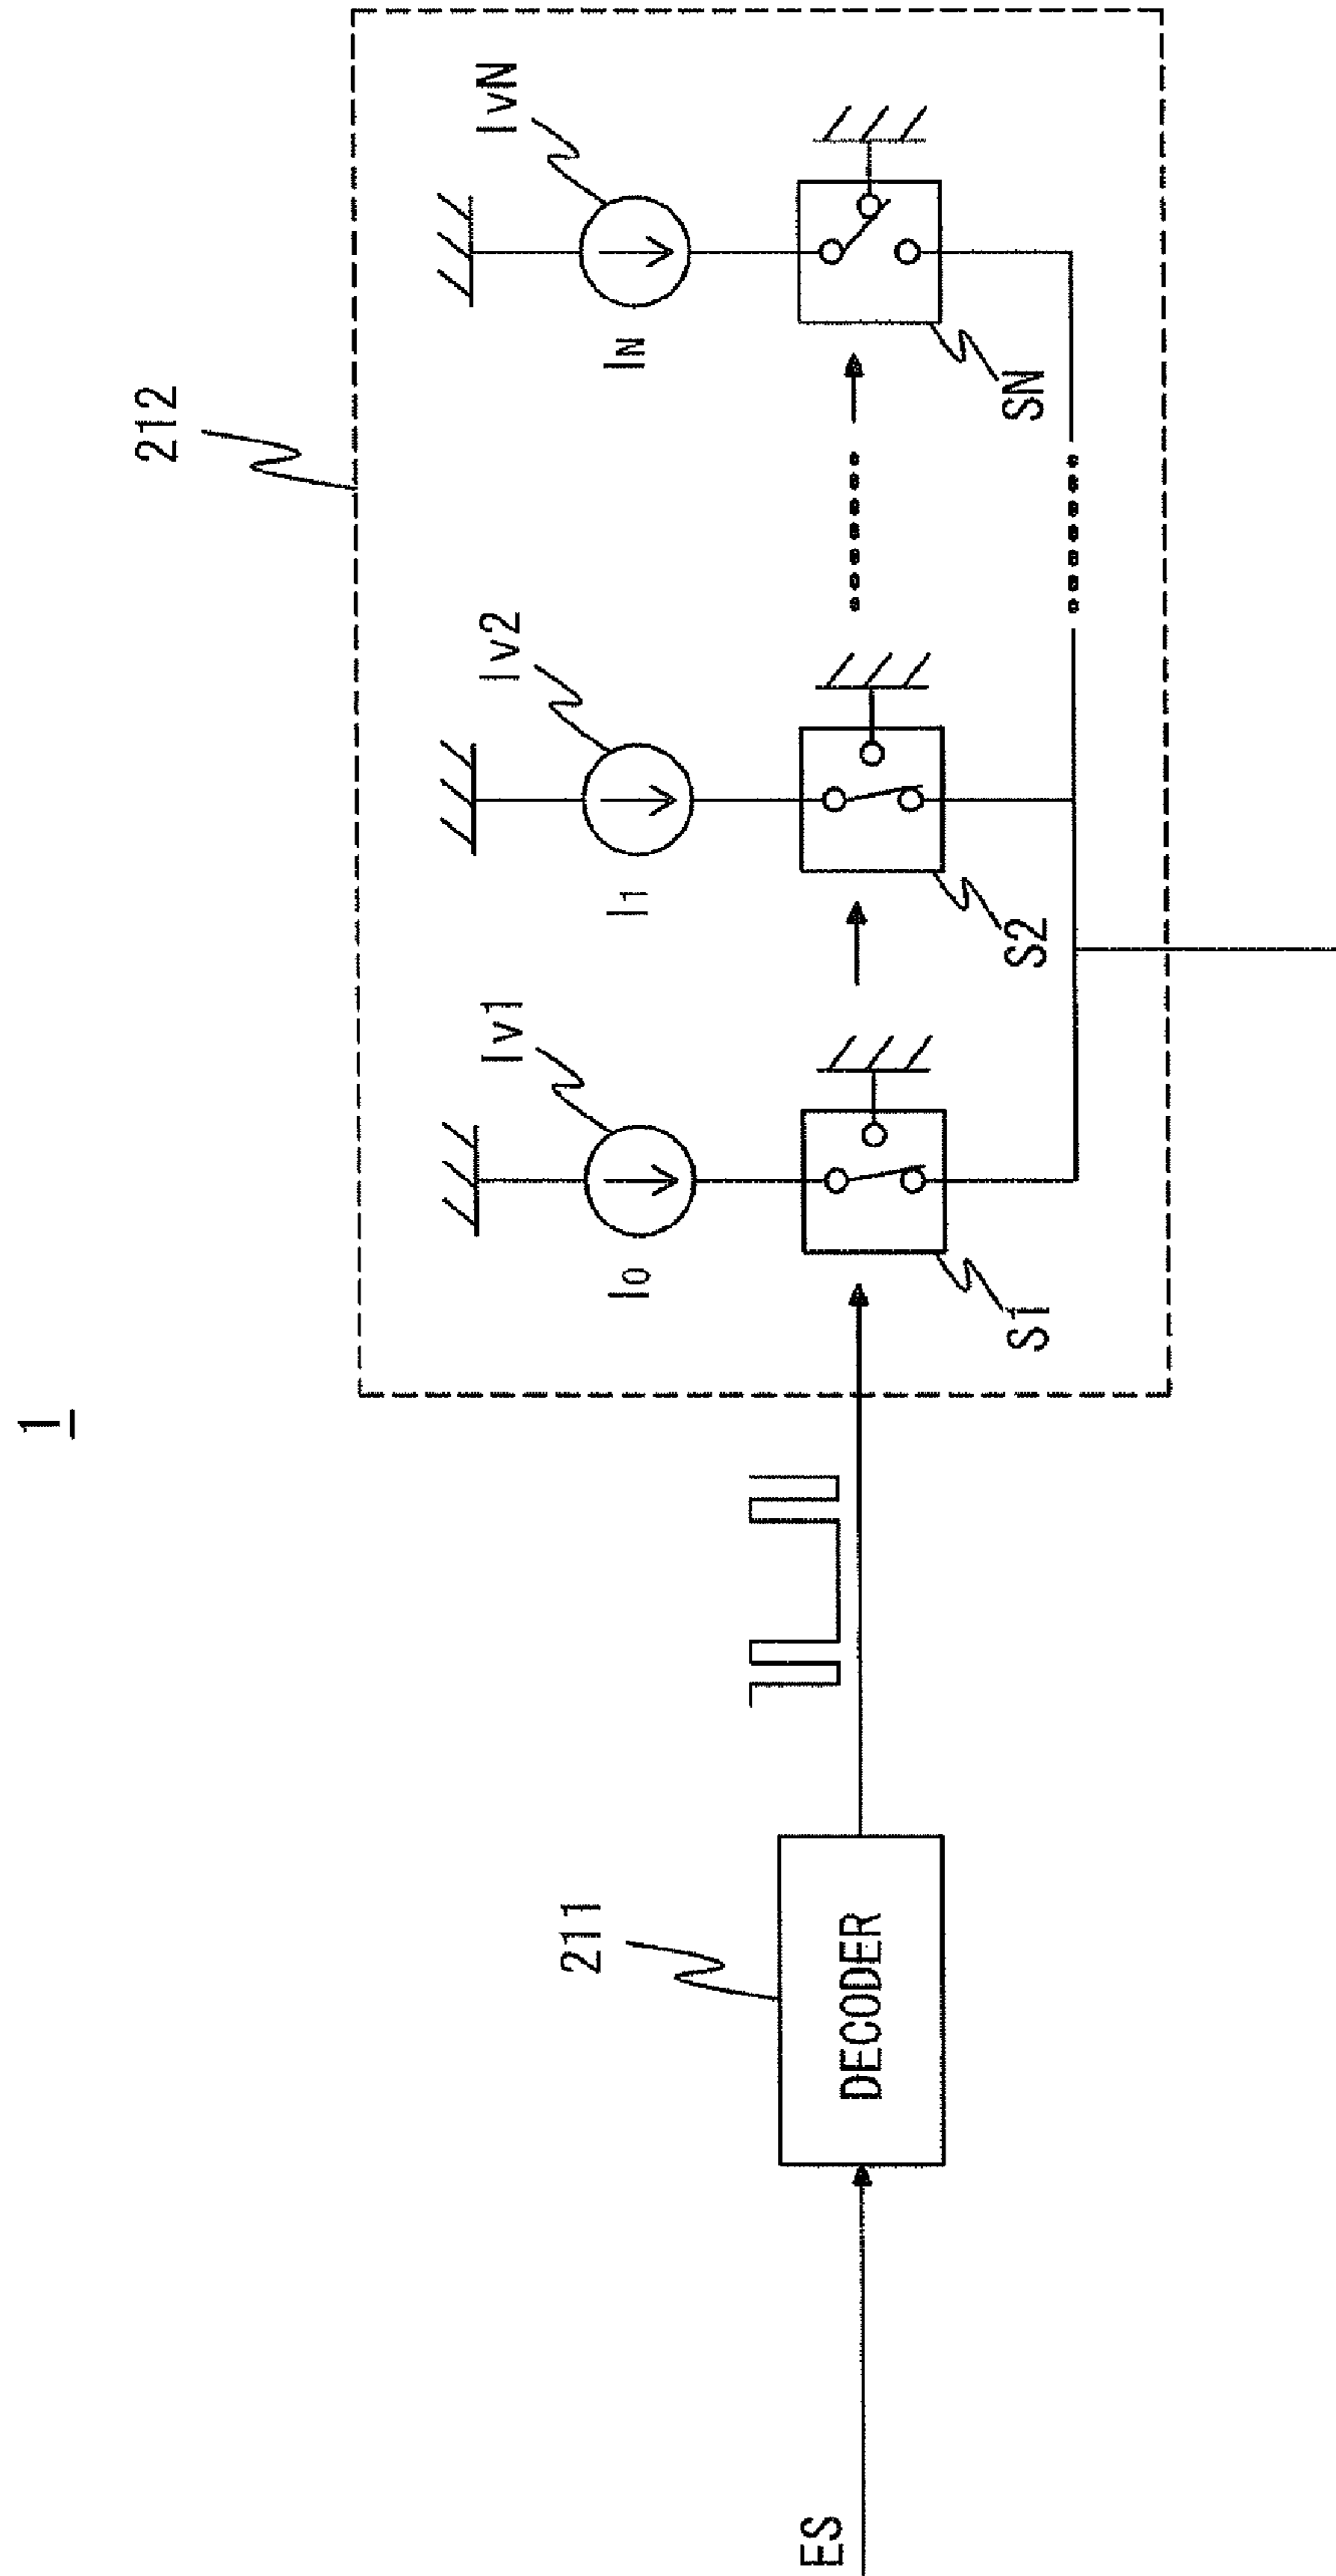 1
212
IvN
Iv2
Iv1
IN
I1
I0
SN
S2
S1
211
DECODER
ES